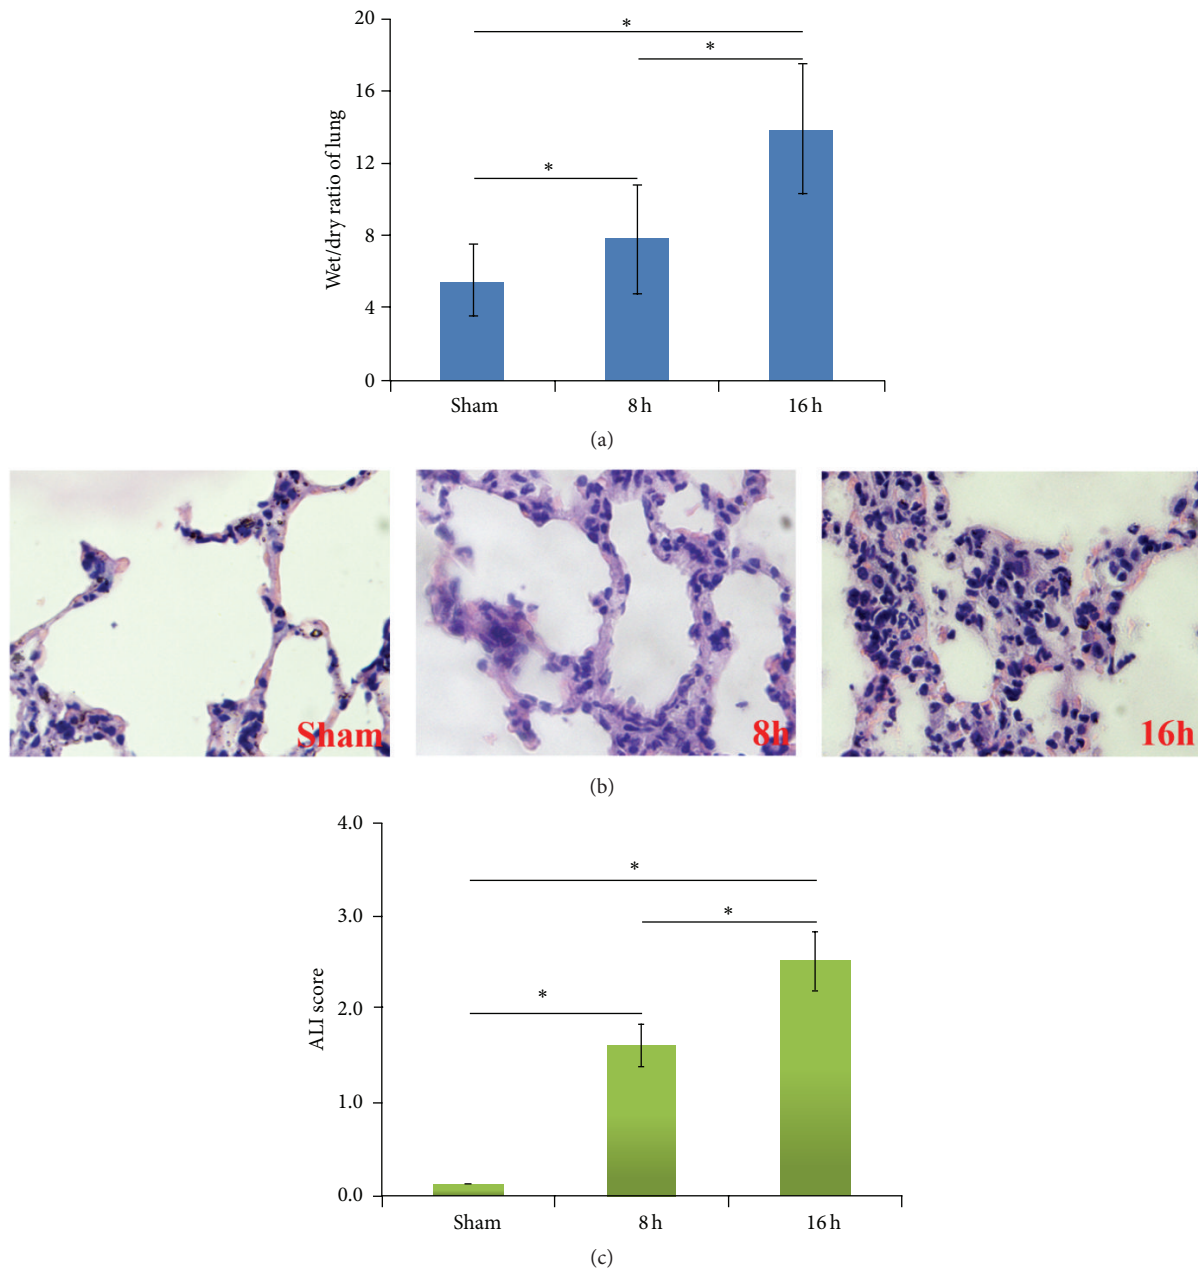 20
*
*
16
12
*
8
4
0
Wet/dry ratio of lung
Sham
8 h
16 h
(a)
Sham
8h
16h
(b)
4.0
*
3.0
*
2.0
*
1.0
0.0
ALI score
Sham
8 h
16 h
(c)